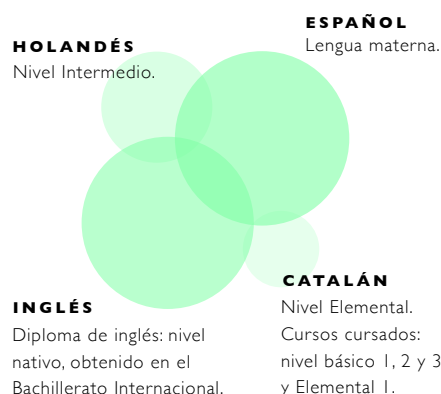 ESPAÑOL
Lengua materna.
HOLANDÉS
Nivel Intermedio.
INGLÉS
Diploma de inglés: nivel
nativo, obtenido en el
Bachillerato Internacional.
CATALÁN
Nivel Elemental.
Cursos cursados:
nivel básico 1, 2 y 3
y Elemental 1.